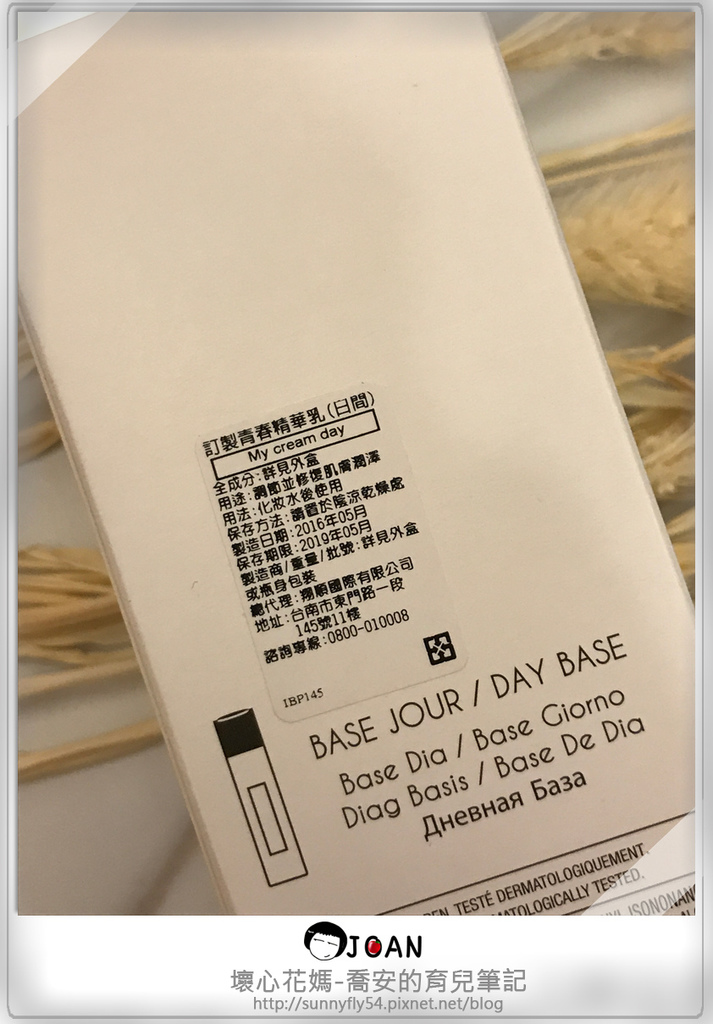 訂製青春精華乳(日間)
My cream day
全成分:詳見外盒
用途:調節並修復肌膚潤澤
用法:化妝水後使用
保存方法:請置於陰涼乾燥處
製造日期:2016年05月
保存期限:2019年05月
製造商/重量/批號:詳見外盒
或瓶身包裝
總代理:翔順國際有限公司
地址:台南市東門路一段
145號11樓
諮詢專線:0800-010008
IBP145
BASE JOUR / DAY BASE
Base Dia / Base Giorno
Diag Basis / Base De Dia
Дневная База
TESTÉ DERMATOLOGIQUEMENT.
TESTED.
JOAN
壞心花媽-喬安的育兒筆記
http://sunnyfly54.pixnet.net/blog